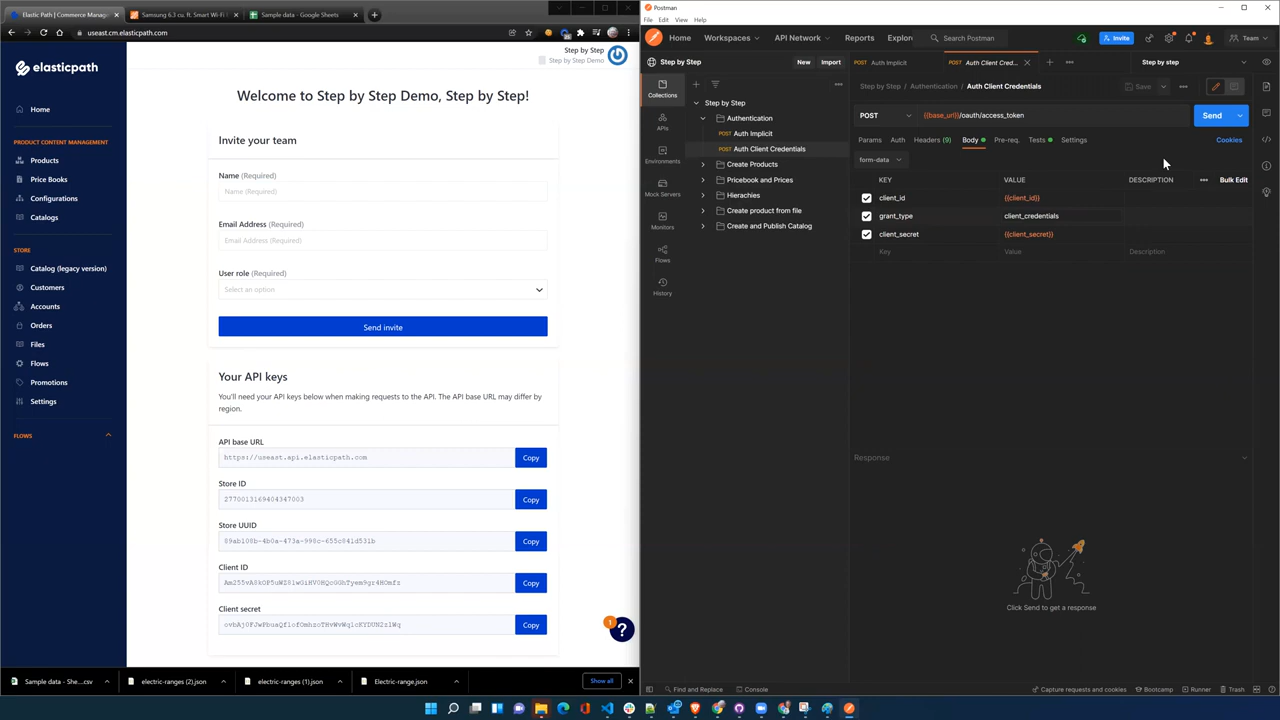 Elastic Path | Commerce Manag
Samsung 6.3 cu. ft. Smart Wi-Fi
Sample data - Google Sheets
useast.cm.elasticpath.com
elasticpath
Home
PRODUCT CONTENT MANAGEMENT
Products
Price Books
Configurations
Catalogs
STORE
Catalog (legacy version)
Customers
Accounts
Orders
Files
Flows
Promotions
Settings
FLOWS
Step by Step
Step by Step Demo
Welcome to Step by Step Demo, Step by Step!
Invite your team
Name (Required)
Name (Required)
Email Address (Required)
Email Address (Required)
User role (Required)
Select an option
Send invite
Your API keys
You'll need your API keys below when making requests to the API. The API base URL may differ by
region.
API base URL
https://useast.api.elasticpath.com
Copy
Store ID
2770013169404347003
Copy
Store UUID
Copy
Client ID
Copy
Client secret
Copy
1
?
Sample data - She....csv
electric-ranges (2).json
electric-ranges (1).json
Electric-range.json
Show all
Postman
File Edit View Help
Home Workspaces API Network Reports Explor
Search Postman
Invite
Team
Step by Step
New
Import
Collections
APIs
Environments
Mock Servers
Monitors
Flows
History
Step by Step
Authentication
POST Auth Implicit
POST Auth Client Credentials
Create Products
Pricebook and Prices
Hierachies
Create product from file
Create and Publish Catalog
POST Auth Implicit
POST Auth Client Cred...
Step by step
Step by Step / Authentication / Auth Client Credentials
Save
POST
{{base_url}}/oauth/access_token
Send
Params Auth Headers (9) Body Pre-req. Tests Settings
Cookies
form-data
KEY VALUE DESCRIPTION
Bulk Edit
client_id {{client_id}}
grant_type client_credentials
client_secret {{client_secret}}
Key Value Description
Response
Click Send to get a response
Find and Replace
Console
Capture requests and cookies
Bootcamp
Runner
Trash